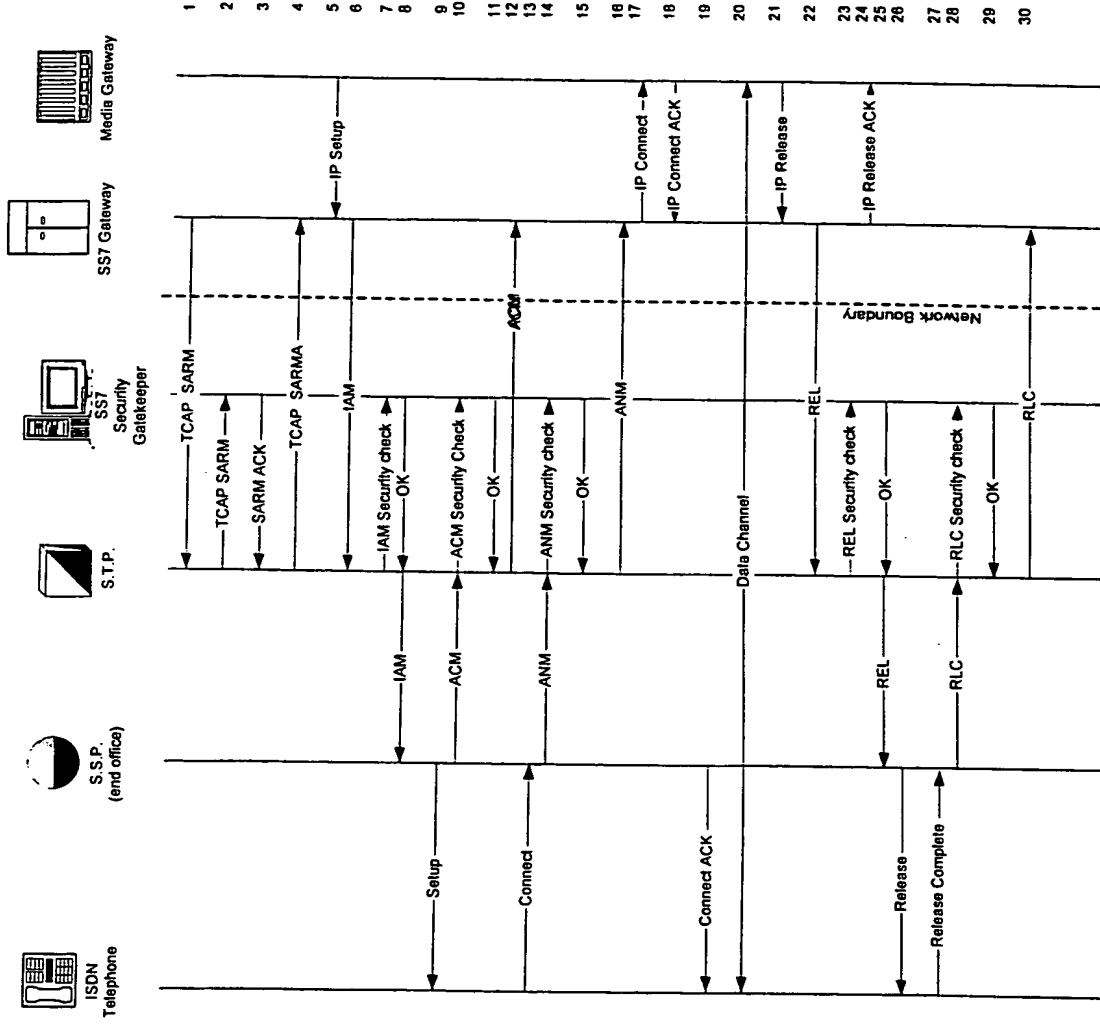 ISDN
Telephone
S.S.P.
(end office)
S.T.P.
SS7
Security
Gatekeeper
SS7 Gateway
Media Gateway
TCAP SARM
1
TCAP SARM
2
SARM ACK
3
TCAP SARMA
4
IP Setup
5
IAM
6
IAM Security check
7
IAM
OK
8
Setup
9
ACM
ACM Security Check
10
OK
11
ACM
12
Connect
13
ANM
ANM Security check
14
OK
15
ANM
16
IP Connect
17
IP Connect ACK
18
Connect ACK
19
Data Channel
20
IP Release
21
REL
22
REL Security check
23
IP Release ACK
24
REL
OK
25
Release
26
Release Complete
27
RLC
RLC Security check
28
OK
29
RLC
30
Network Boundary